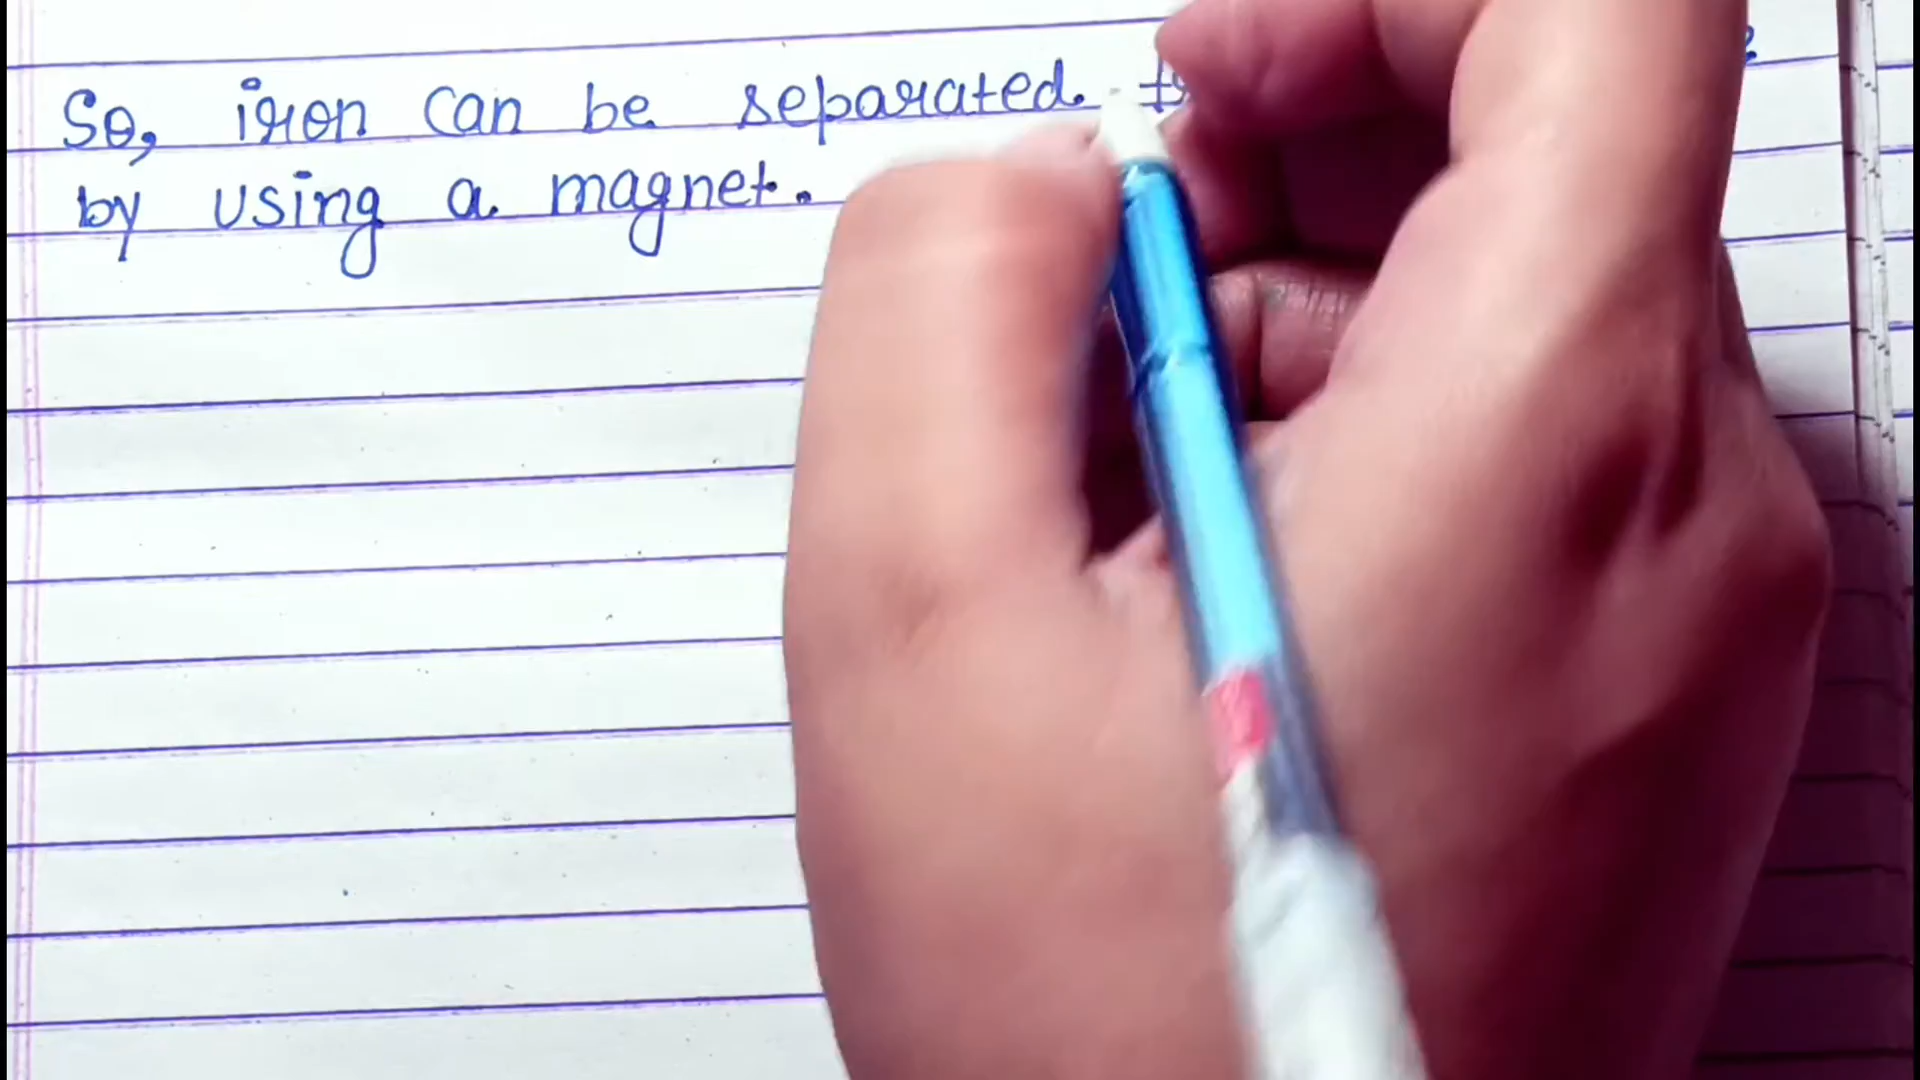 So, iron can be separated.
by using a magnet.